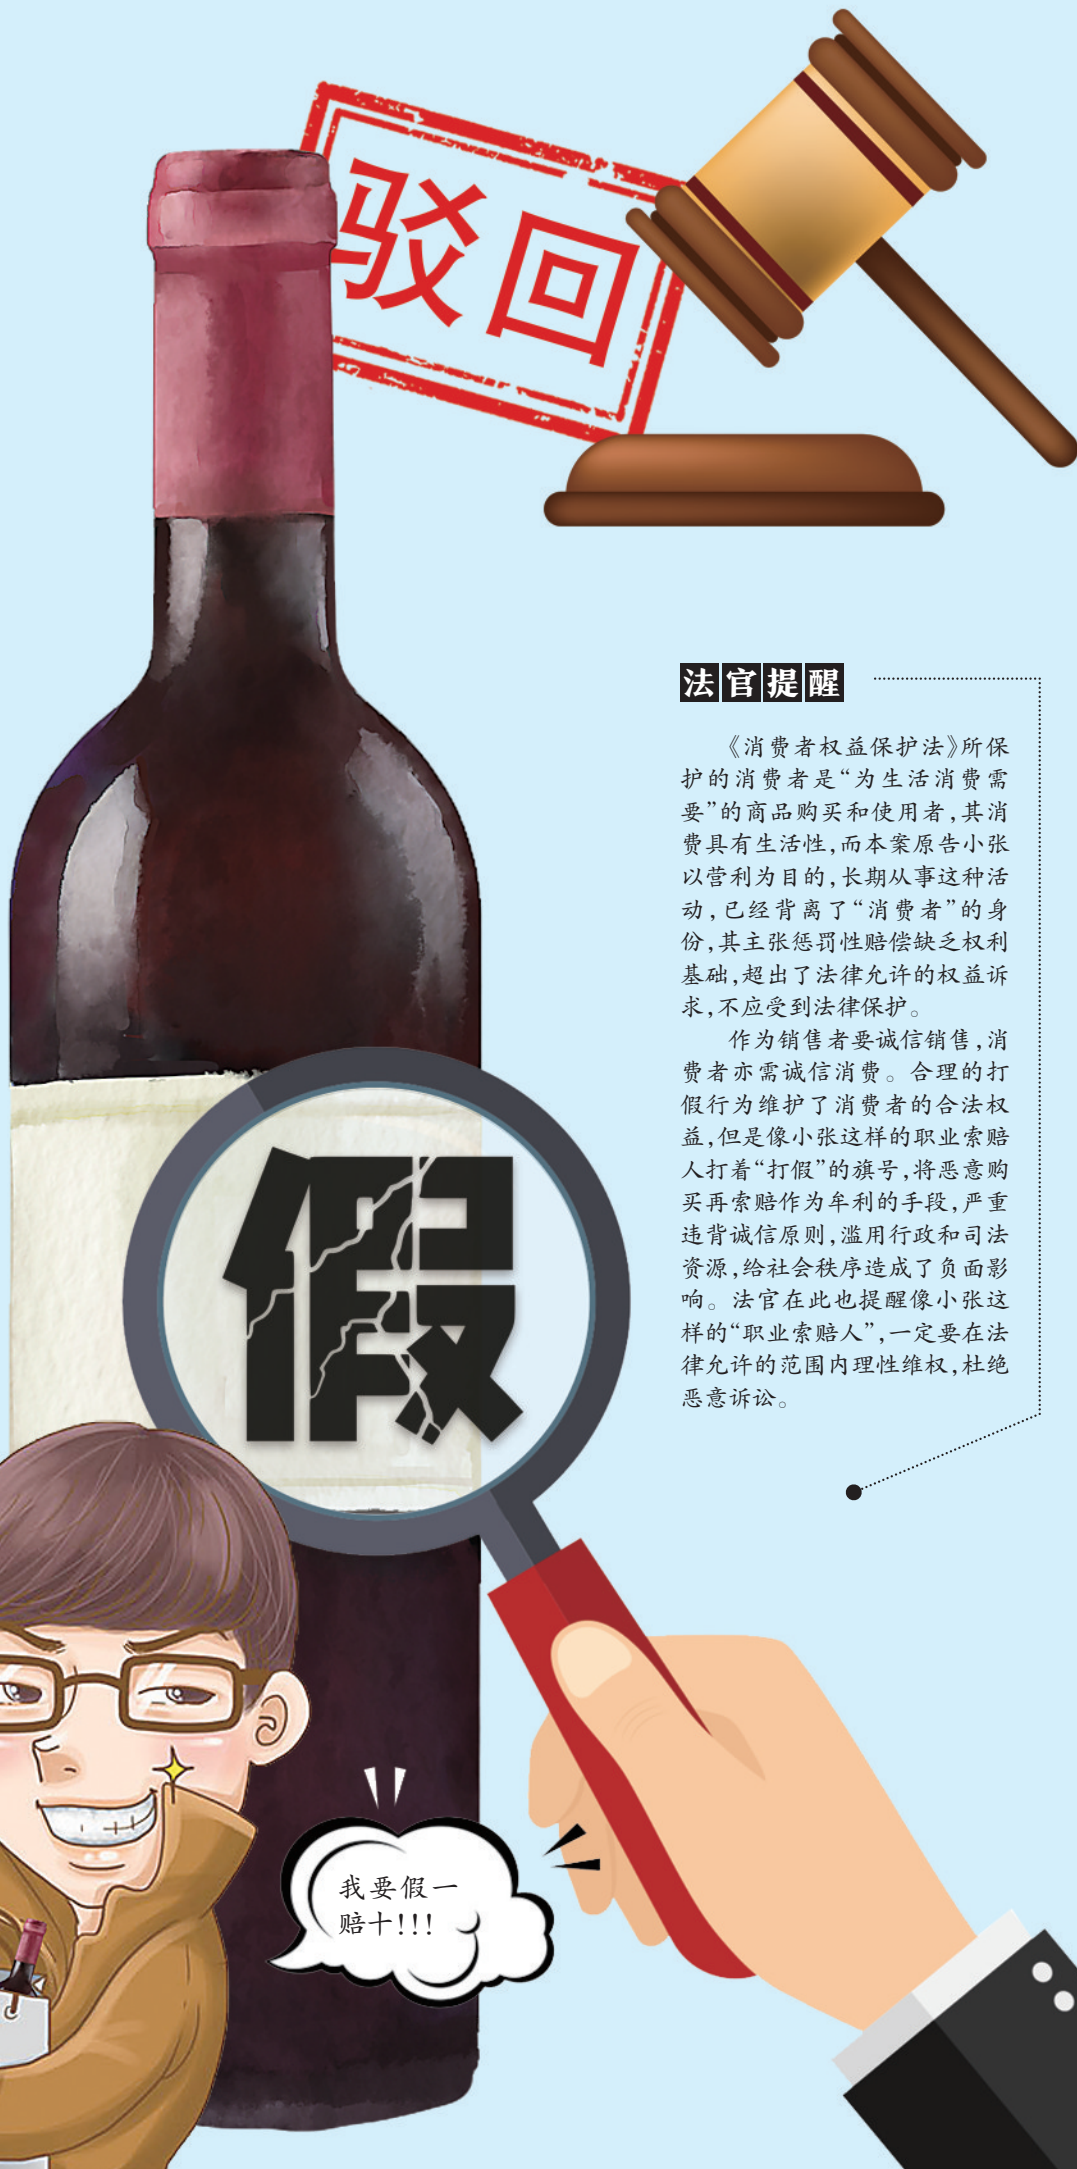 驳回
法官提醒
《消费者权益保护法》所保
护的消费者是“为生活消费需
要”的商品购买和使用者,其消
费具有生活性,而本案原告小张
以营利为目的,长期从事这种活
动,已经背离了“消费者”的身
份,其主张惩罚性赔偿缺乏权利
基础,超出了法律允许的权益诉
求,不应受到法律保护。
作为销售者要诚信销售,消
费者亦需诚信消费。合理的打
假行为维护了消费者的合法权
益,但是像小张这样的职业索赔
人打着“打假”的旗号,将恶意购
买再索赔作为牟利的手段,严重
违背诚信原则,滥用行政和司法
资源,给社会秩序造成了负面影
响。法官在此也提醒像小张这
样的“职业索赔人”,一定要在法
律允许的范围内理性维权,杜绝
恶意诉讼。
假
我要假一
赔十!!!